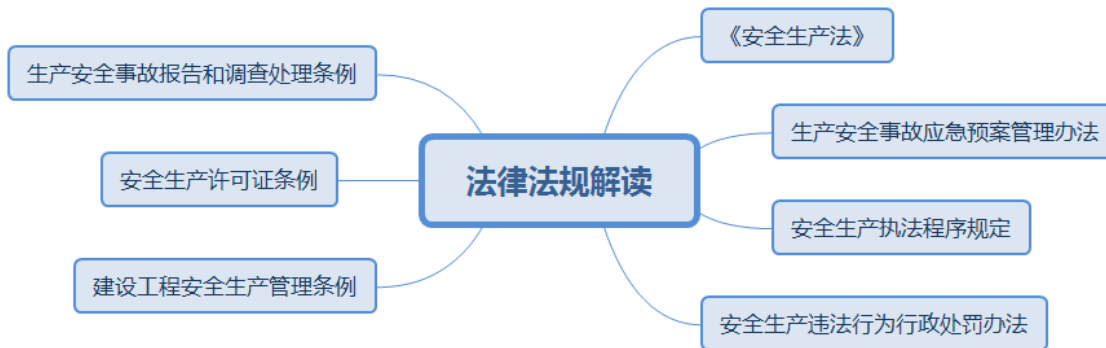 《安全生产法》
生产安全事故报告和调查处理条例
生产安全事故应急预案管理办法
安全生产许可证条例
法律法规解读
安全生产执法程序规定
建设工程安全生产管理条例
安全生产违法行为行政处罚办法